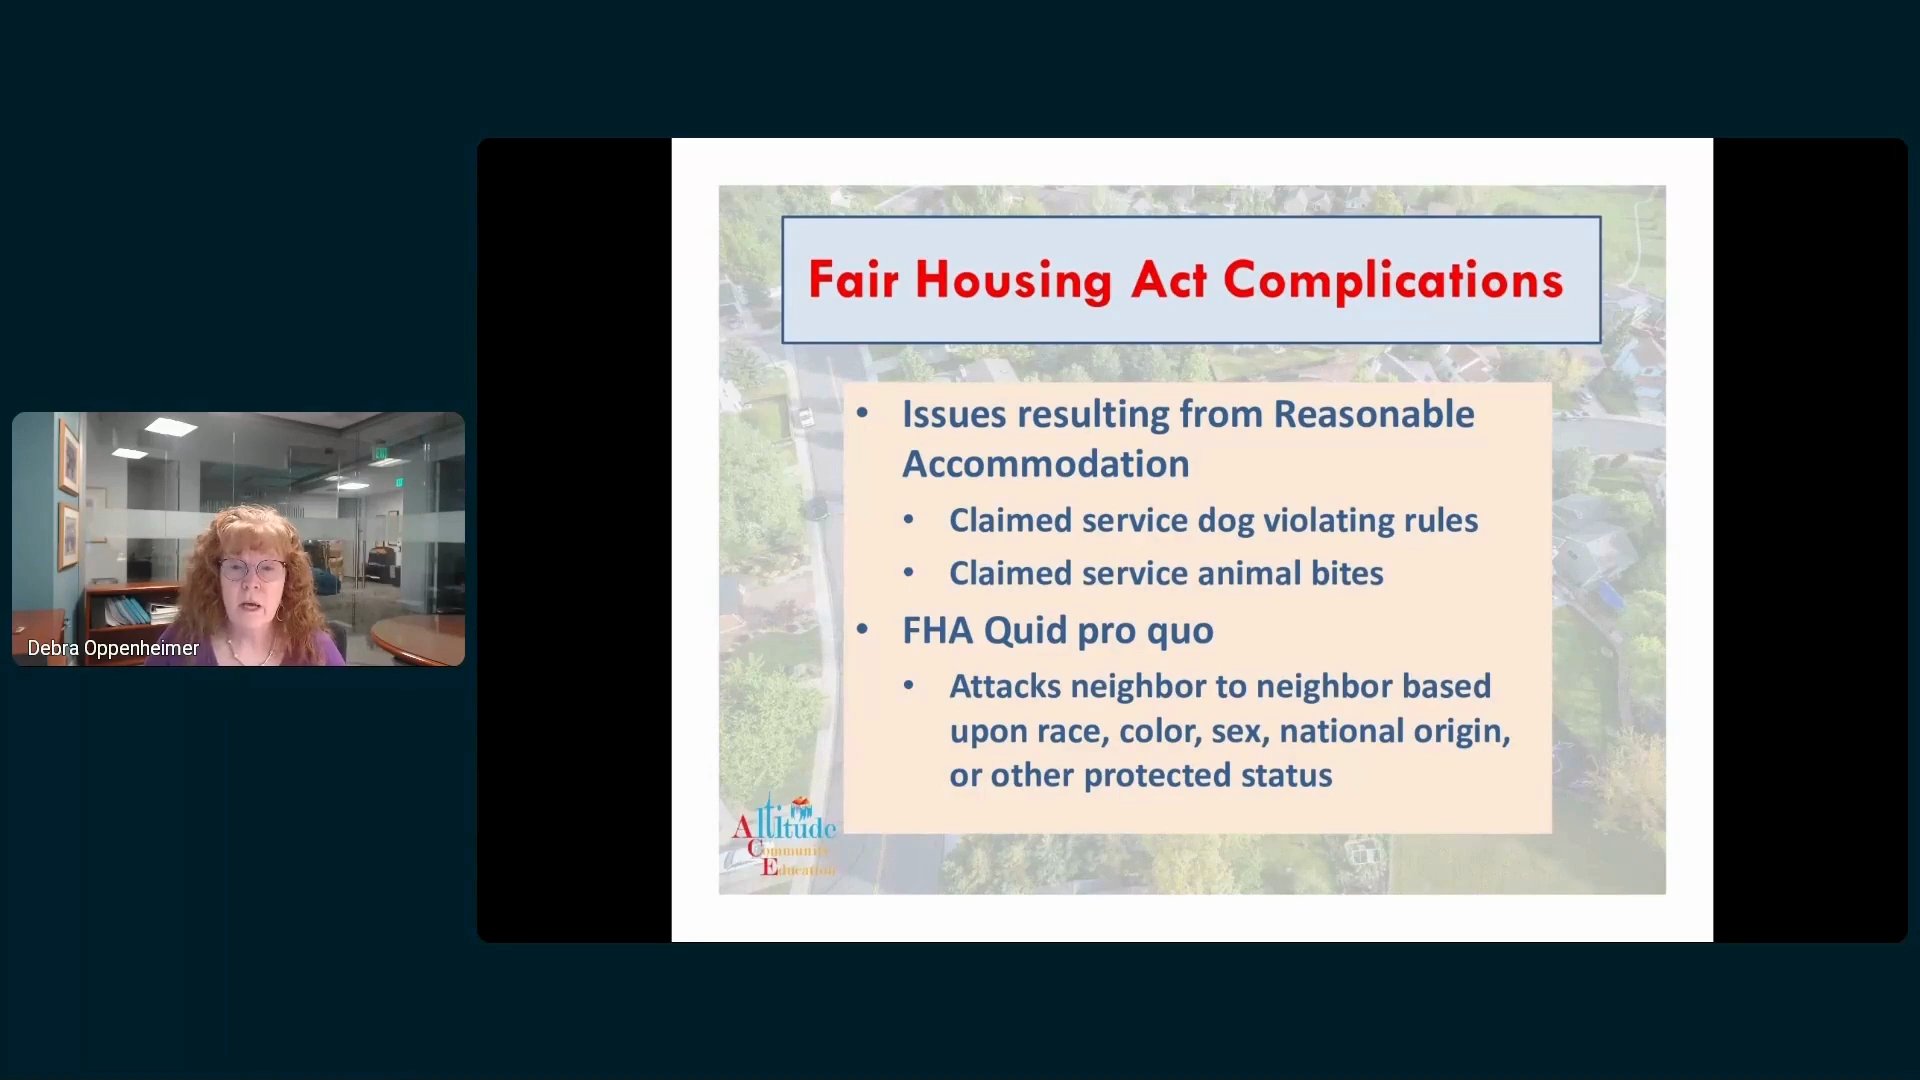 Fair Housing Act Complications
• Issues resulting from Reasonable
Accommodation
• Claimed service dog violating rules
• Claimed service animal bites
• FHA Quid pro quo
• Attacks neighbor to neighbor based
upon race, color, sex, national origin,
or other protected status
Altitude
Community
Education
Debra Oppenheimer